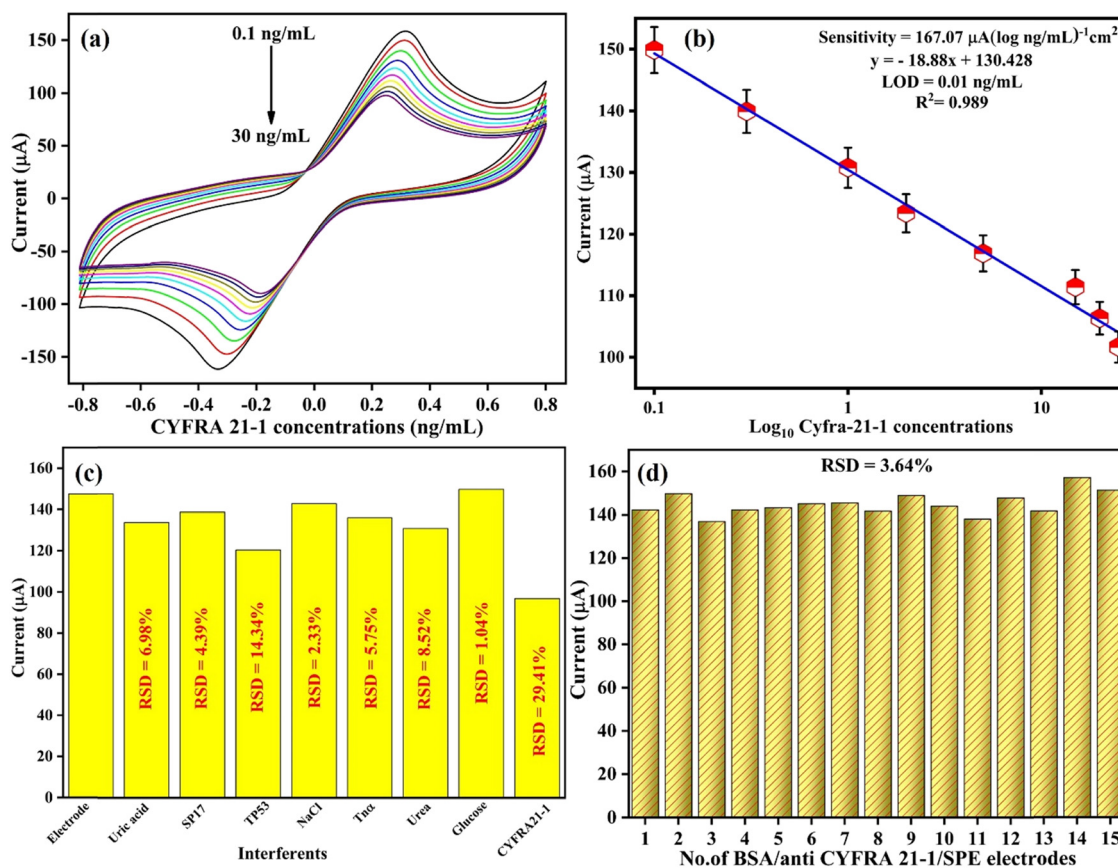 (a)
0.1 ng/mL
30 ng/mL
150
100
50
0
-50
-100
-150
Current (µA)
-0.8 -0.6 -0.4 -0.2 0.0 0.2 0.4 0.6 0.8
CYFRA 21-1 concentrations (ng/mL)
(b)
Sensitivity = 167.07 µA(log ng/mL)⁻¹cm²
y = - 18.88x + 130.428
LOD = 0.01 ng/mL
R²= 0.989
150
140
130
120
110
100
Current (µA)
0.1 1 10
Log₁₀ Cyfra-21-1 concentrations
(c)
160
140
120
100
80
60
40
20
0
Current (µA)
RSD = 6.98%
RSD = 4.39%
RSD = 14.34%
RSD = 2.33%
RSD = 5.75%
RSD = 8.52%
RSD = 1.04%
RSD = 29.41%
Electrode Uric acid SP17 TP53 NaCl Tnα Urea Glucose CYFRA21-1
Interferents
(d)
RSD = 3.64%
160
140
120
100
80
60
40
20
0
Current (µA)
1 2 3 4 5 6 7 8 9 10 11 12 13 14 15
No.of BSA/anti CYFRA 21-1/SPE electrodes